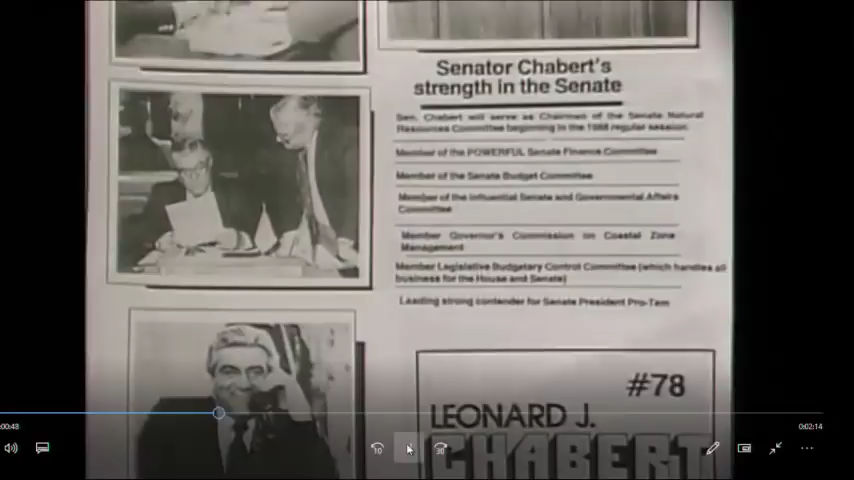 Senator Chabert's
strength in the Senate
Sen. Chabert will serve as Chairman of the Senate Natural
Resources Committee beginning in the 1988 regular session.
Member of the POWERFUL Senate Finance Committee
Member of the Senate Budget Committee
Member of the influential Senate and Governmental Affairs
Committee
Member Governor's Commission on Coastal Zone
Management
Member Legislative Budgetary Control Committee (which handles all
business for the House and Senate)
Leading strong contender for Senate President Pro-Tem
#78
LEONARD J.
CHABERT
:00:48
0:02:14
10
30